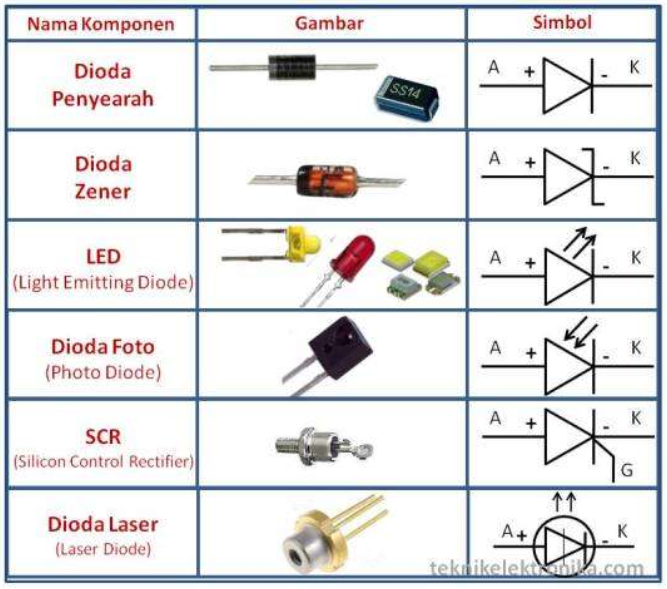 Nama Komponen Gambar Simbol
Dioda
Penyearah
SS14
A + - K
Dioda
Zener
A + - K
LED
(Light Emitting Diode)
A + - K
Dioda Foto
(Photo Diode)
A + - K
SCR
(Silicon Control Rectifier)
A + - K
G
Dioda Laser
(Laser Diode)
A + - K
teknikelektronika.com